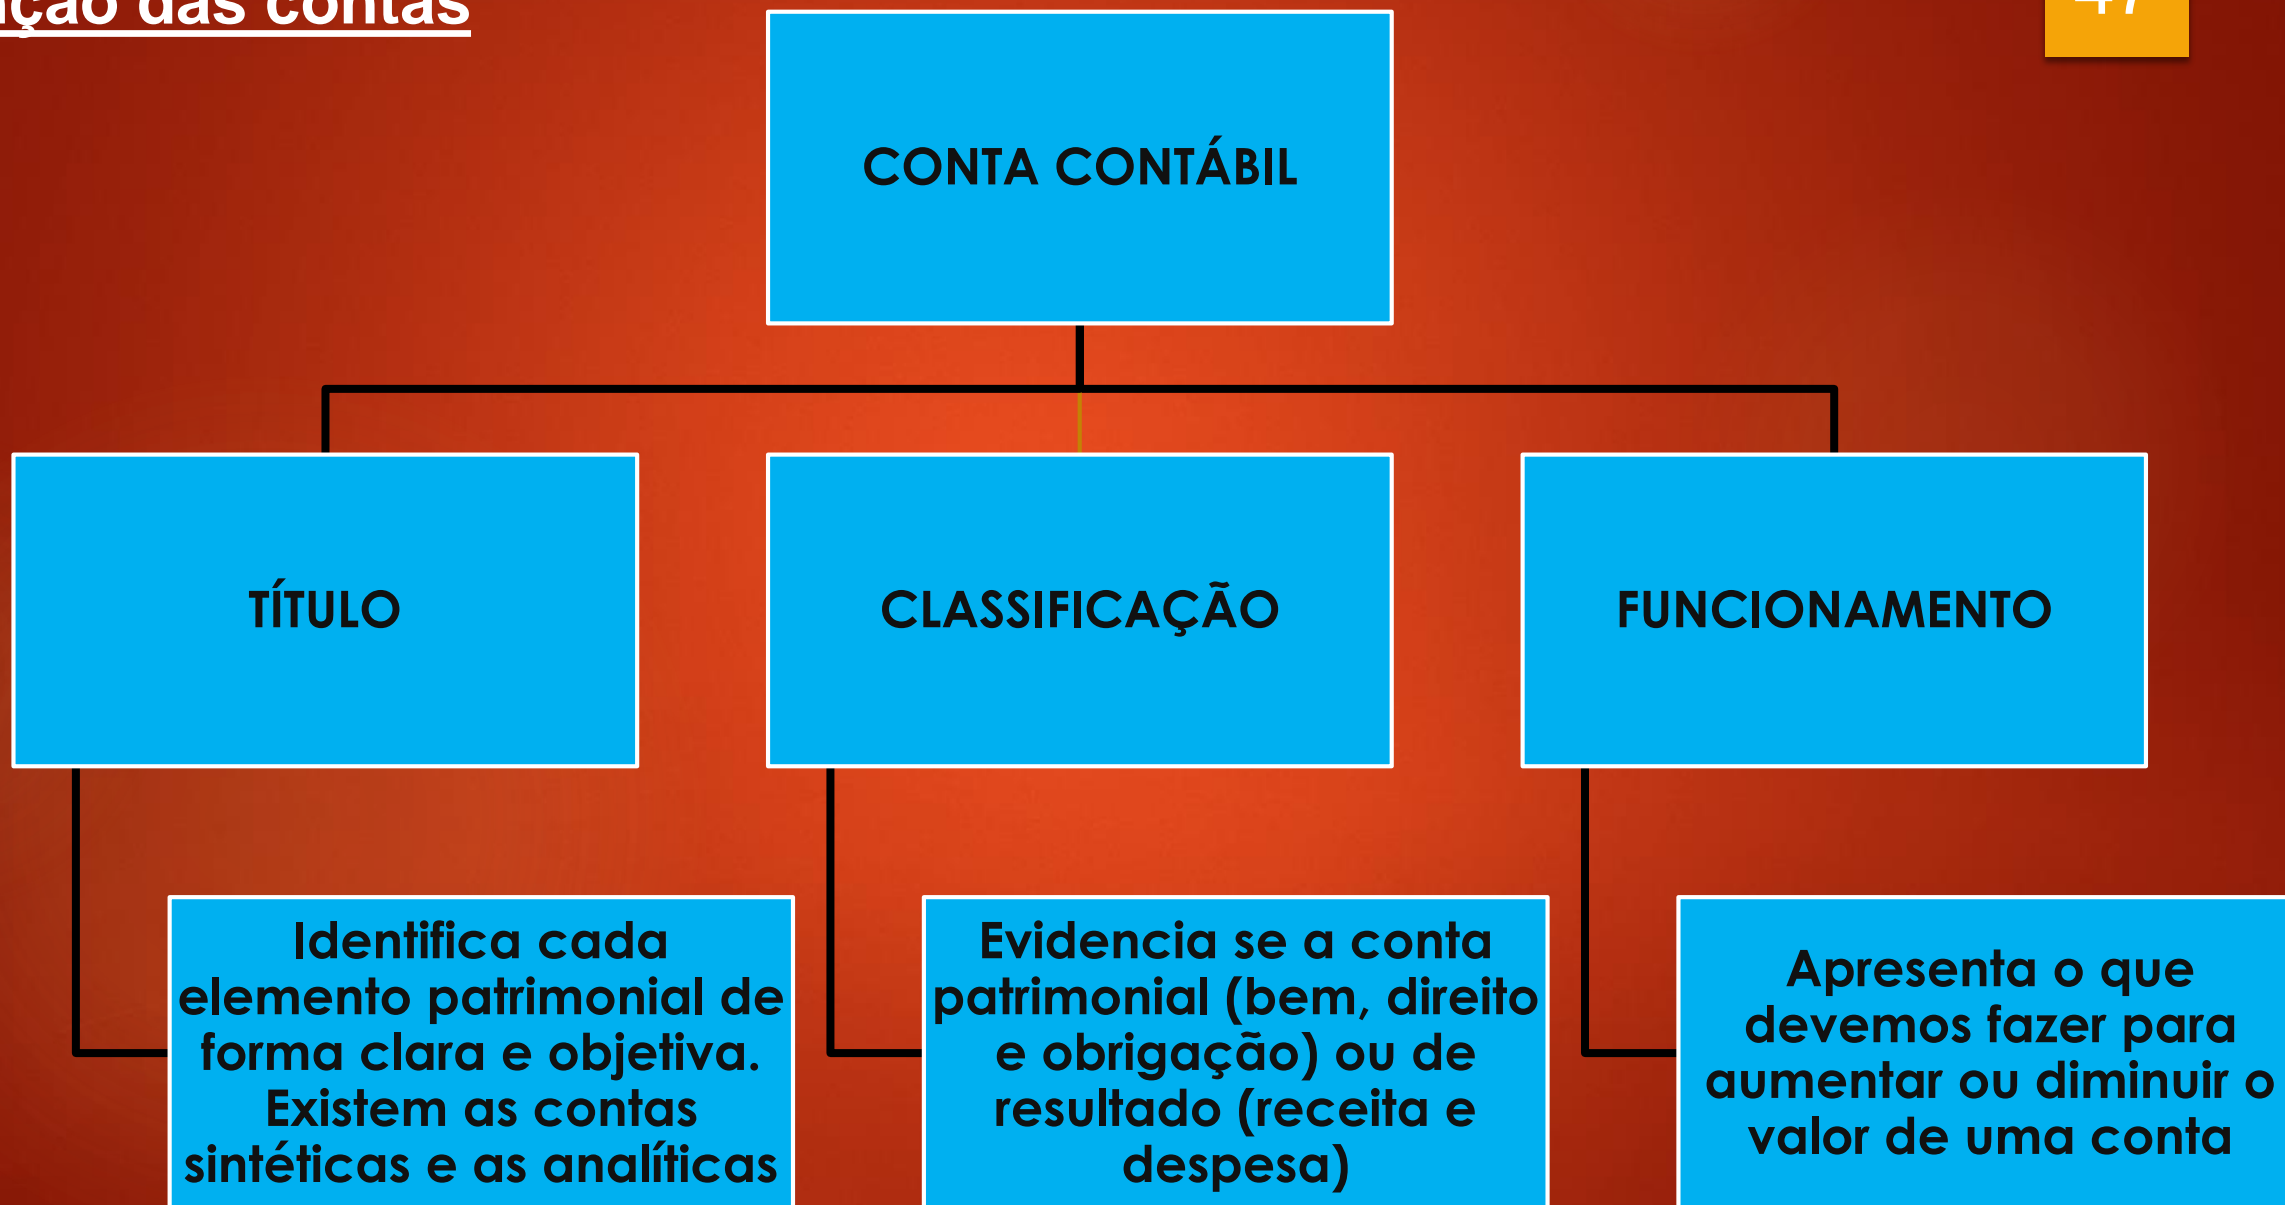 das contas
47
CONTA CONTÁBIL
TÍTULO
CLASSIFICAÇÃO
FUNCIONAMENTO
Identifica cada
elemento patrimonial de
forma clara e objetiva.
Existem as contas
sintéticas e as analíticas
Evidencia se a conta
patrimonial (bem, direito
e obrigação) ou de
resultado (receita e
despesa)
Apresenta o que
devemos fazer para
aumentar ou diminuir o
valor de uma conta